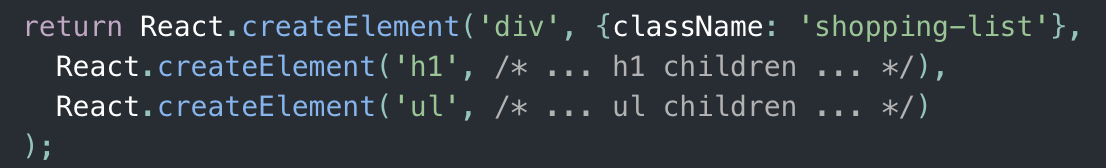 return React.createElement('div', {className: 'shopping-list'},
  React.createElement('h1', /* ... h1 children ... */),
  React.createElement('ul', /* ... ul children ... */)
);